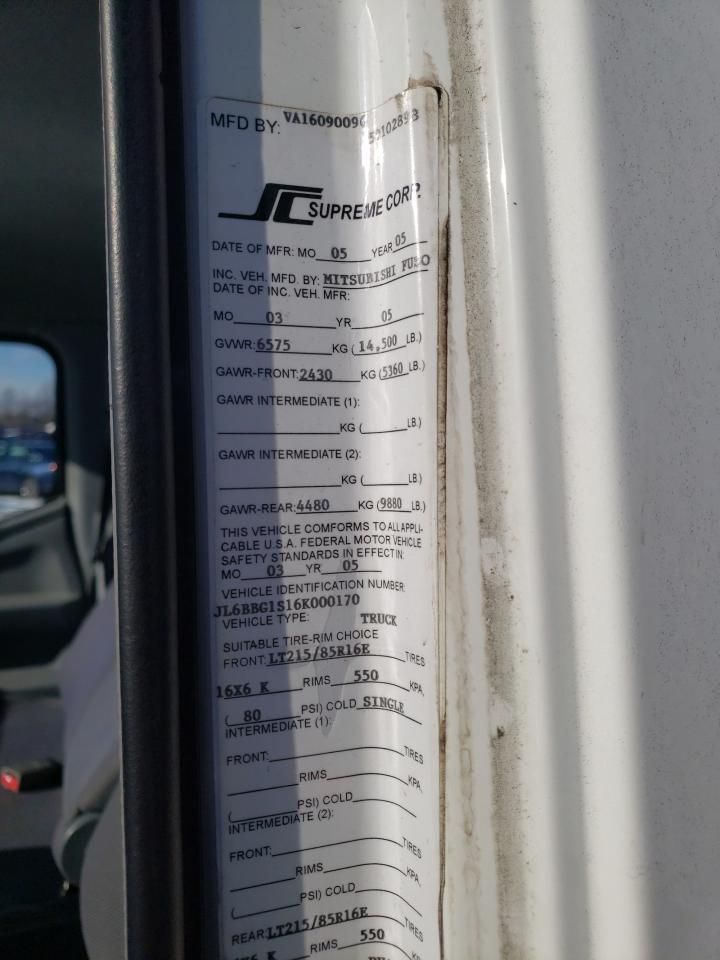 MFD BY: VA1609009G
SUPREME CORP.
DATE OF MFR: MO 05 YEAR 05
INC. VEH. MFD. BY: MITSUBISHI FUSO
DATE OF INC. VEH. MFR:
MO 03 YR 05
GVWR: 6575 KG ( 14,500 LB.)
GAWR-FRONT: 2430 KG (5360 LB.)
GAWR INTERMEDIATE (1):
KG ( LB.)
GAWR INTERMEDIATE (2):
KG ( LB.)
GAWR-REAR: 4480 KG (9880 LB.)
THIS VEHICLE COMFORMS TO ALL APPLI-
CABLE U.S.A. FEDERAL MOTOR VEHICLE
SAFETY STANDARDS IN EFFECT IN:
MO 03 YR 05
VEHICLE IDENTIFICATION NUMBER
JL6BBG1S16K000170
VEHICLE TYPE: TRUCK
SUITABLE TIRE-RIM CHOICE
FRONT: LT215/85R16E TIRES
16X6 K RIMS 550 KPA,
( 80 PSI) COLD SINGLE
INTERMEDIATE (1):
FRONT: TIRES
RIMS KPA,
( PSI) COLD
INTERMEDIATE (2):
FRONT: TIRES
RIMS KPA,
( PSI) COLD
REAR: LT215/85R16E TIRES
RIMS 550 KPA,